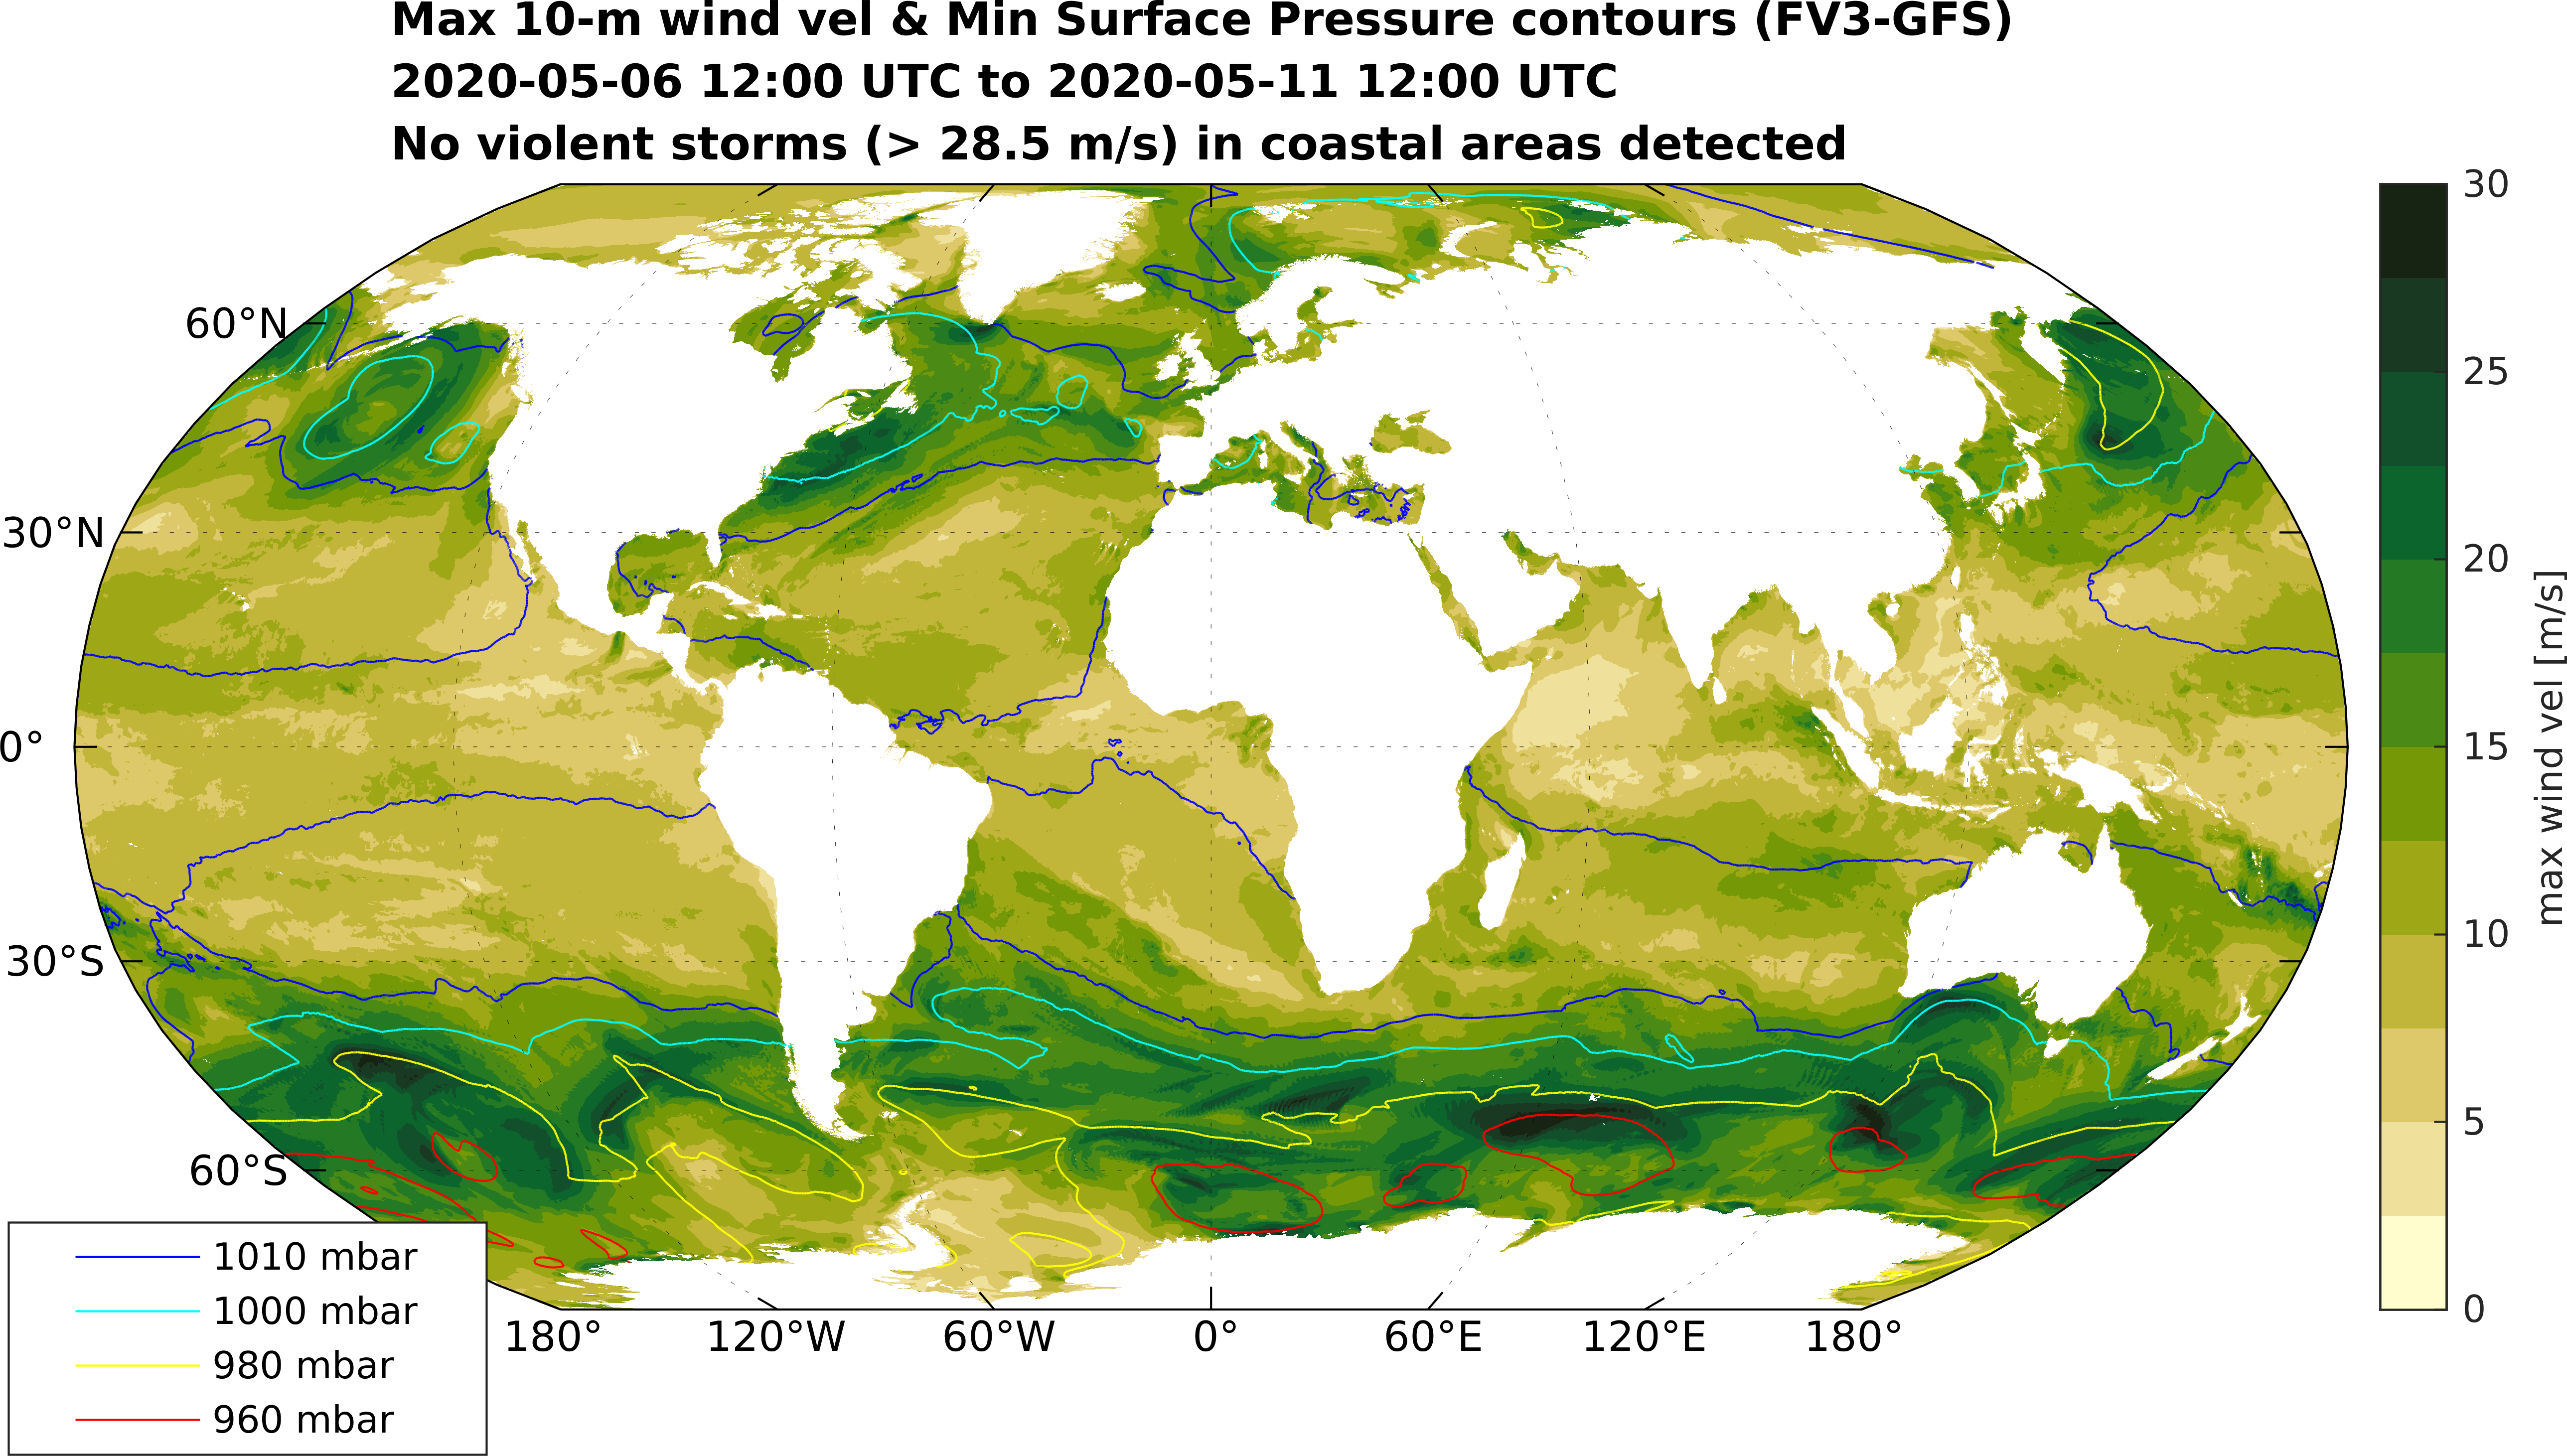 Max 10-m wind vel & Min Surface Pressure contours (FV3-GFS)
2020-05-06 12:00 UTC to 2020-05-11 12:00 UTC
No violent storms (> 28.5 m/s) in coastal areas detected
60°N
30°N
0°
30°S
60°S
180°
120°W
60°W
0°
60°E
120°E
180°
1010 mbar
1000 mbar
980 mbar
960 mbar
30
25
20
15
10
5
0
max wind vel [m/s]